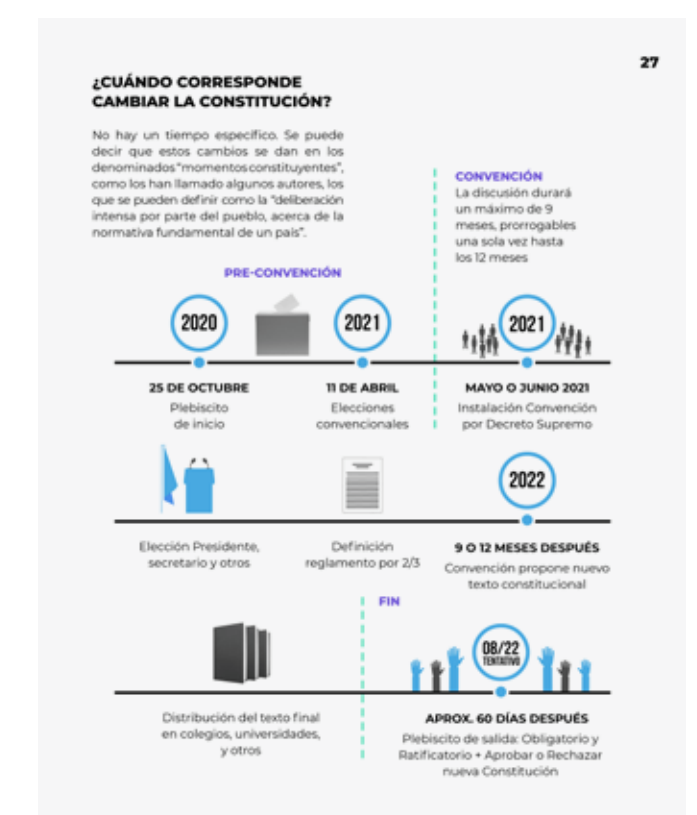 27
¿CUÁNDO CORRESPONDE
CAMBIAR LA CONSTITUCIÓN?
No hay un tiempo específico. Se puede
decir que estos cambios se dan en los
denominados "momentos constituyentes",
como los han llamado algunos autores, los
que se pueden definir como la "deliberación
intensa por parte del pueblo, acerca de la
normativa fundamental de un país".
CONVENCIÓN
La discusión durará
un máximo de 9
meses, prorrogables
una sola vez hasta
los 12 meses
PRE-CONVENCIÓN
2020
2021
2021
25 DE OCTUBRE
Plebiscito
de inicio
11 DE ABRIL
Elecciones
convencionales
MAYO O JUNIO 2021
Instalación Convención
por Decreto Supremo
2022
Elección Presidente,
secretario y otros
Definición
reglamento por 2/3
9 O 12 MESES DESPUÉS
Convención propone nuevo
texto constitucional
FIN
08/22
TENTATIVO
Distribución del texto final
en colegios, universidades,
y otros
APROX. 60 DÍAS DESPUÉS
Plebiscito de salida: Obligatorio y
Ratificatorio + Aprobar o Rechazar
nueva Constitución